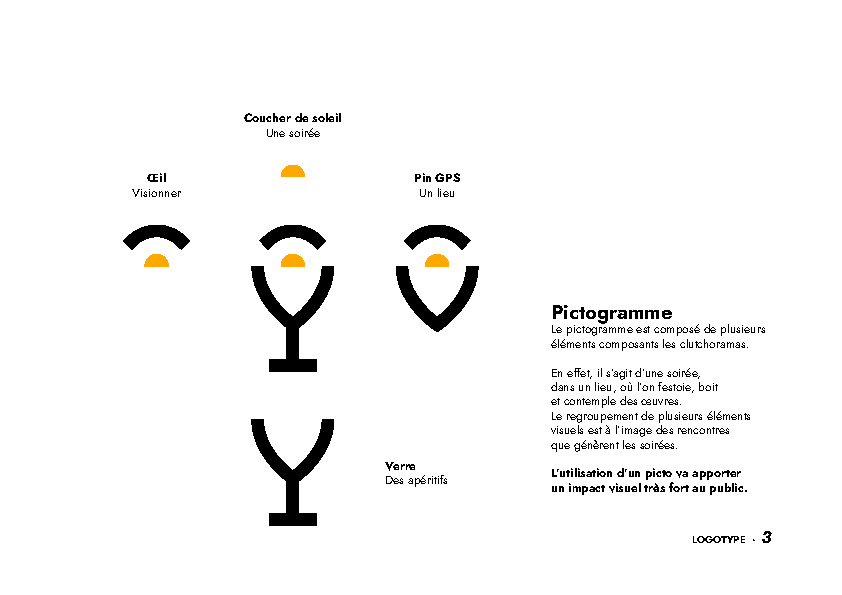 Coucher de soleil
Une soirée
Œil
Visionner
Pin GPS
Un lieu
Pictogramme
Le pictogramme est composé de plusieurs
éléments composants les clutchoramas.
En effet, il s'agit d'une soirée,
dans un lieu, où l'on festoie, boit
et contemple des œuvres.
Le regroupement de plusieurs éléments
visuels est à l'image des rencontres
que génèrent les soirées.
L'utilisation d'un picto va apporter
un impact visuel très fort au public.
Verre
Des apéritifs
LOGOTYPE · 3